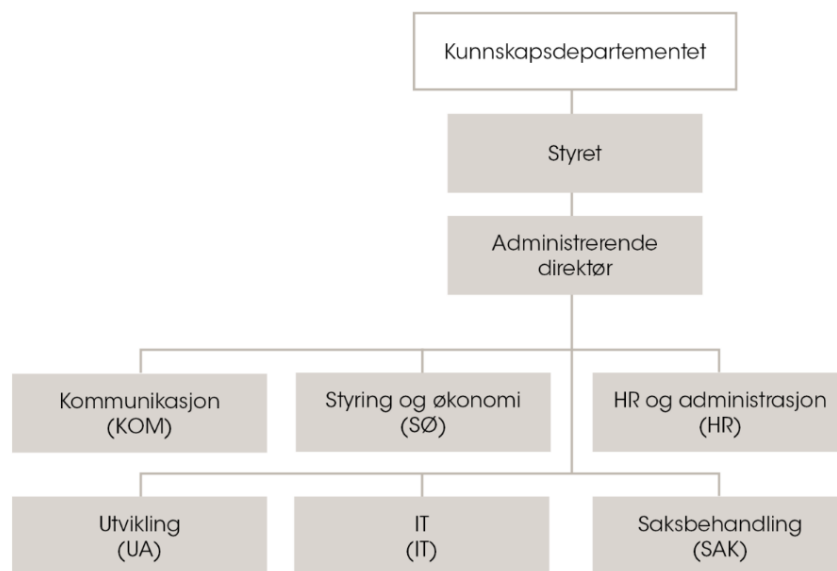 Kunnskapsdepartementet
Styret
Administrerende
direktør
Kommunikasjon
(KOM)
Styring og økonomi
(SØ)
HR og administrasjon
(HR)
Utvikling
(UA)
IT
(IT)
Saksbehandling
(SAK)